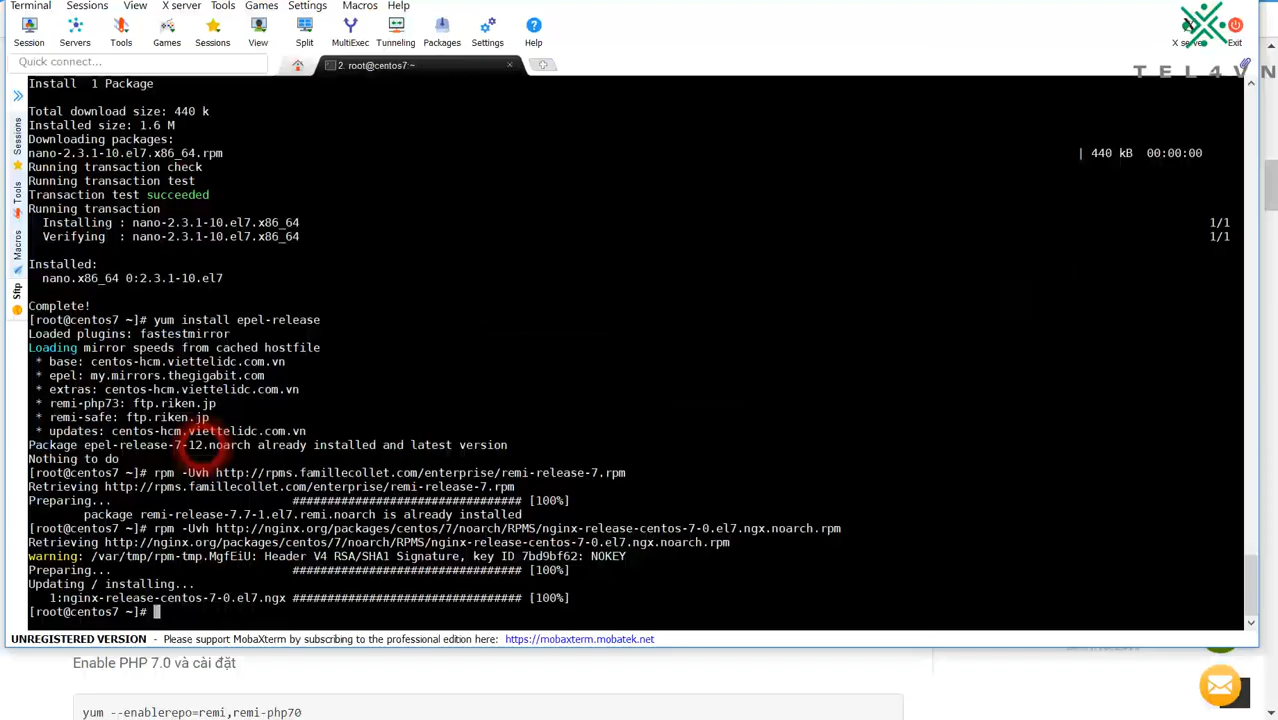 Terminal Sessions View X server Tools Games Settings Macros Help
Session Servers Tools Games Sessions View Split MultiExec Tunneling Packages Settings Help Exit
TEL4VN
Quick connect...
2. root@centos7:~
Sessions
Tools
Macros
Sftp
Install  1 Package
Total download size: 440 k
Installed size: 1.6 M
Downloading packages:
nano-2.3.1-10.el7.x86_64.rpm | 440 kB  00:00:00
Running transaction check
Running transaction test
Transaction test succeeded
Running transaction
Installing : nano-2.3.1-10.el7.x86_64 1/1
Verifying  : nano-2.3.1-10.el7.x86_64 1/1
Installed:
nano.x86_64 0:2.3.1-10.el7
Complete!
[root@centos7 ~]# yum install epel-release
Loaded plugins: fastestmirror
Loading mirror speeds from cached hostfile
* base: centos-hcm.viettelidc.com.vn
* epel: my.mirrors.thegigabit.com
* extras: centos-hcm.viettelidc.com.vn
* remi-php73: ftp.riken.jp
* remi-safe: ftp.riken.jp
* updates: centos-hcm.viettelidc.com.vn
Package epel-release-7-12.noarch already installed and latest version
Nothing to do
[root@centos7 ~]# rpm -Uvh http://rpms.famillecollet.com/enterprise/remi-release-7.rpm
Retrieving http://rpms.famillecollet.com/enterprise/remi-release-7.rpm
Preparing... ################################# [100%]
package remi-release-7.7-1.el7.remi.noarch is already installed
[root@centos7 ~]# rpm -Uvh http://nginx.org/packages/centos/7/noarch/RPMS/nginx-release-centos-7-0.el7.ngx.noarch.rpm
Retrieving http://nginx.org/packages/centos/7/noarch/RPMS/nginx-release-centos-7-0.el7.ngx.noarch.rpm
warning: /var/tmp/rpm-tmp.MgfEiU: Header V4 RSA/SHA1 Signature, key ID 7bd9bf62: NOKEY
Preparing... ################################# [100%]
Updating / installing...
1:nginx-release-centos-7-0.el7.ngx ################################# [100%]
[root@centos7 ~]#
UNREGISTERED VERSION - Please support MobaXterm by subscribing to the professional edition here: https://mobaxterm.mobatek.net
Enable PHP 7.0 và cài đặt
yum --enablerepo=remi,remi-php70